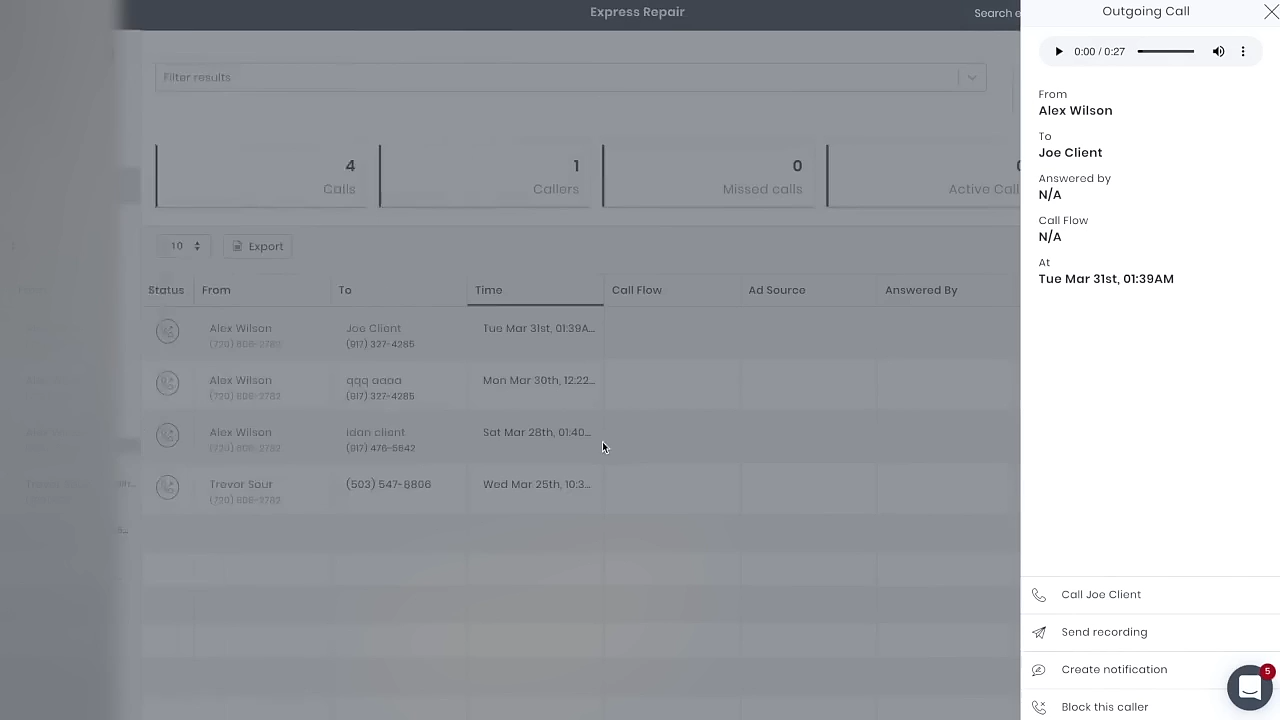 Express Repair
Search e
Outgoing Call
Filter results
0:00 / 0:27
From
Alex Wilson
To
Joe Client
Answered by
N/A
Call Flow
N/A
At
Tue Mar 31st, 01:39AM
4
Calls
1
Callers
0
Missed calls
Active Call
10
Export
Status From To Time Call Flow Ad Source Answered By
Alex Wilson Joe Client Tue Mar 31st, 01:39A...
(720) 806-2782 (917) 327-4285
Alex Wilson qqq aaaa Mon Mar 30th, 12:22...
(720) 806-2782 (917) 327-4285
Alex Wilson Idan client Sat Mar 28th, 01:40...
(720) 806-2782 (917) 476-5642
Trevor Sour (503) 547-8806 Wed Mar 25th, 10:3...
(720) 806-2782
Call Joe Client
Send recording
Create notification
5
Block this caller